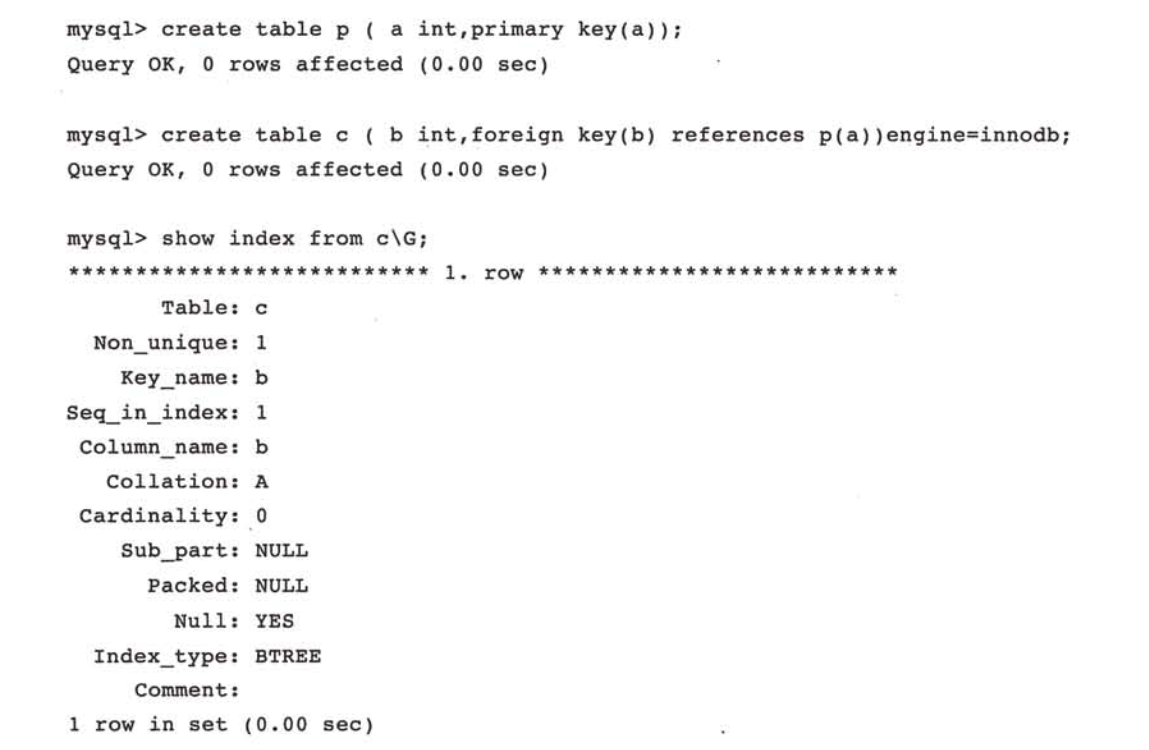 mysql> create table p ( a int,primary key(a));
Query OK, 0 rows affected (0.00 sec)
mysql> create table c ( b int,foreign key(b) references p(a))engine=innodb;
Query OK, 0 rows affected (0.00 sec)
mysql> show index from c\G;
*************************** 1. row ***************************
Table: c
Non_unique: 1
Key_name: b
Seq_in_index: 1
Column_name: b
Collation: A
Cardinality: 0
Sub_part: NULL
Packed: NULL
Null: YES
Index_type: BTREE
Comment:
1 row in set (0.00 sec)